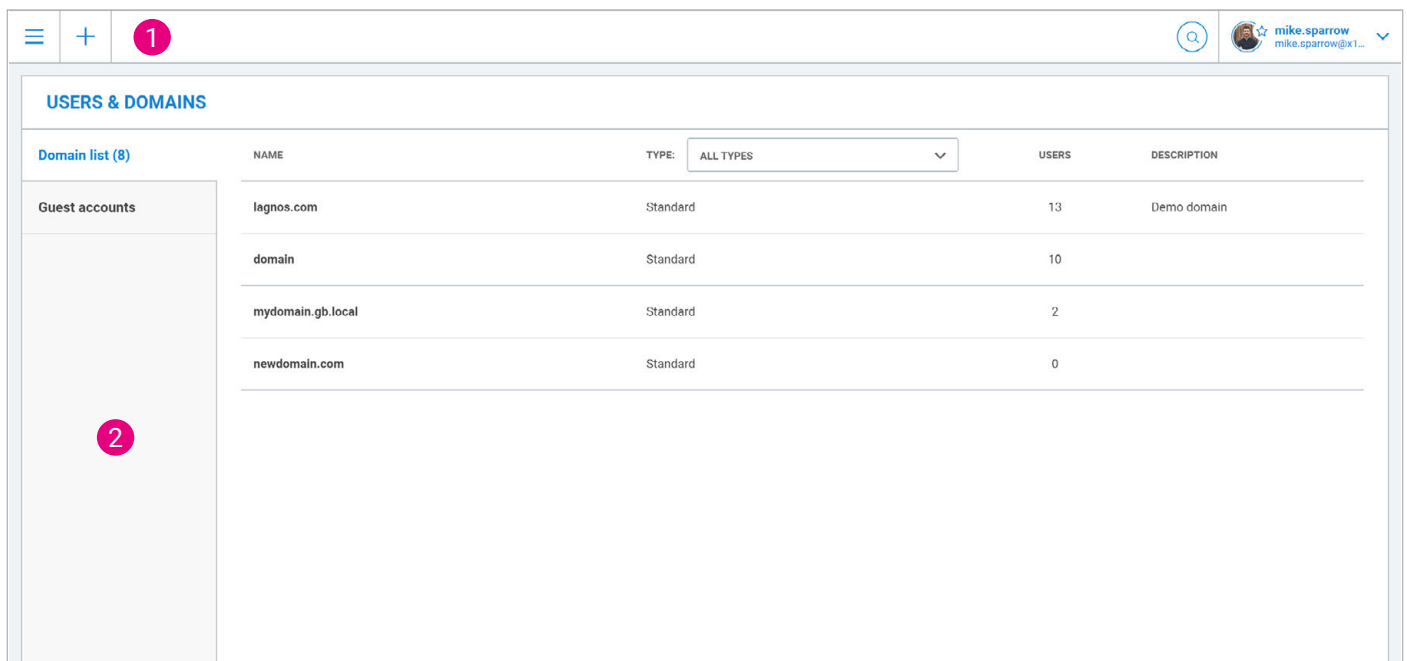 1
mike.sparrow
mike.sparrow@x1...
USERS & DOMAINS
Domain list (8)
NAME TYPE: ALL TYPES USERS DESCRIPTION
Guest accounts
lagnos.com Standard 13 Demo domain
domain Standard 10
mydomain.gb.local Standard 2
newdomain.com Standard 0
2